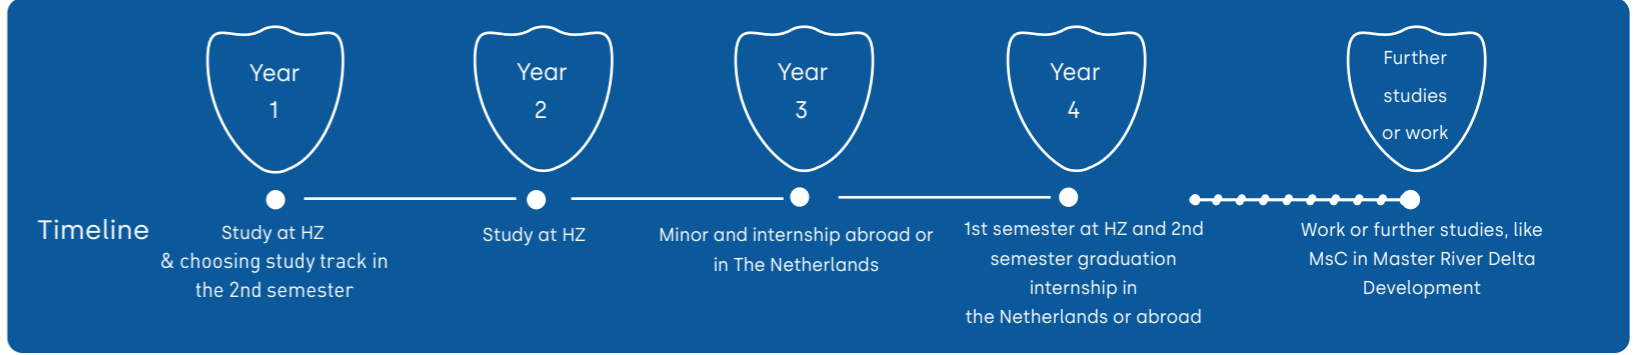 Year
1
Year
2
Year
3
Year
4
Further
studies
or work
Timeline
Study at HZ
& choosing study track in
the 2nd semester
Study at HZ
Minor and internship abroad or
in The Netherlands
1st semester at HZ and 2nd
semester graduation
internship in
the Netherlands or abroad
Work or further studies, like
MsC in Master River Delta
Development